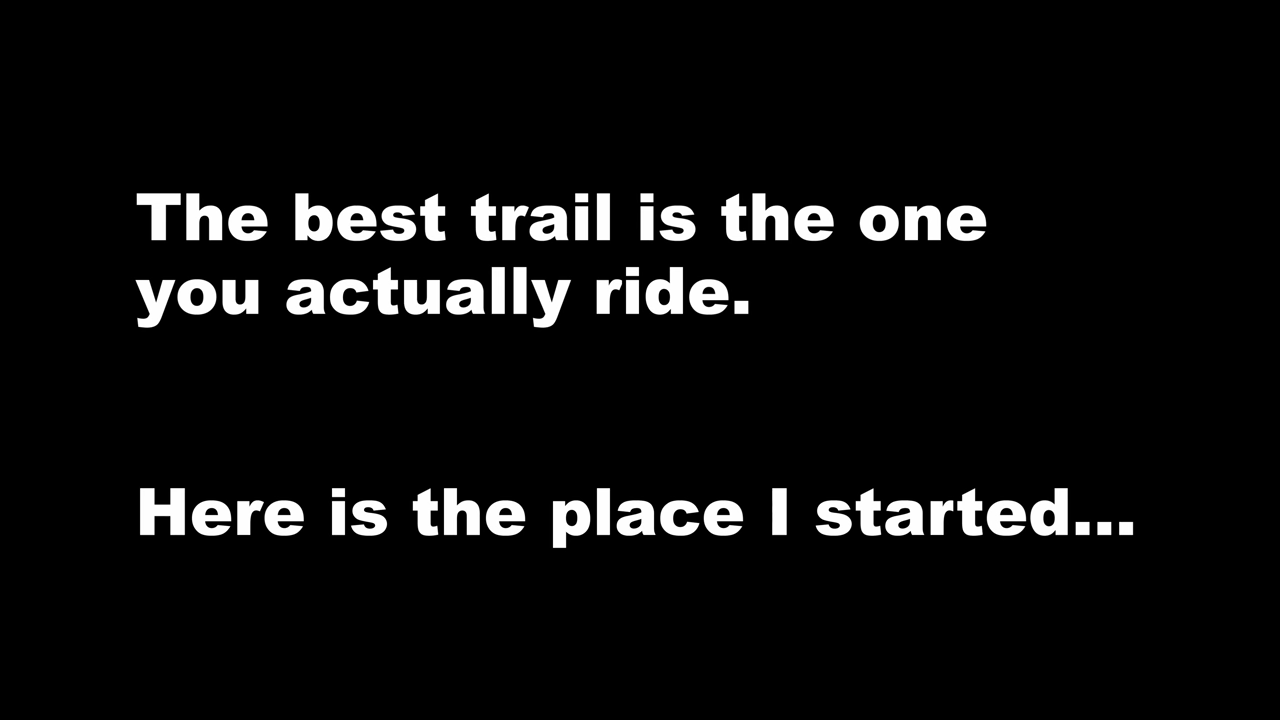 The best trail is the one
you actually ride.
Here is the place I started...